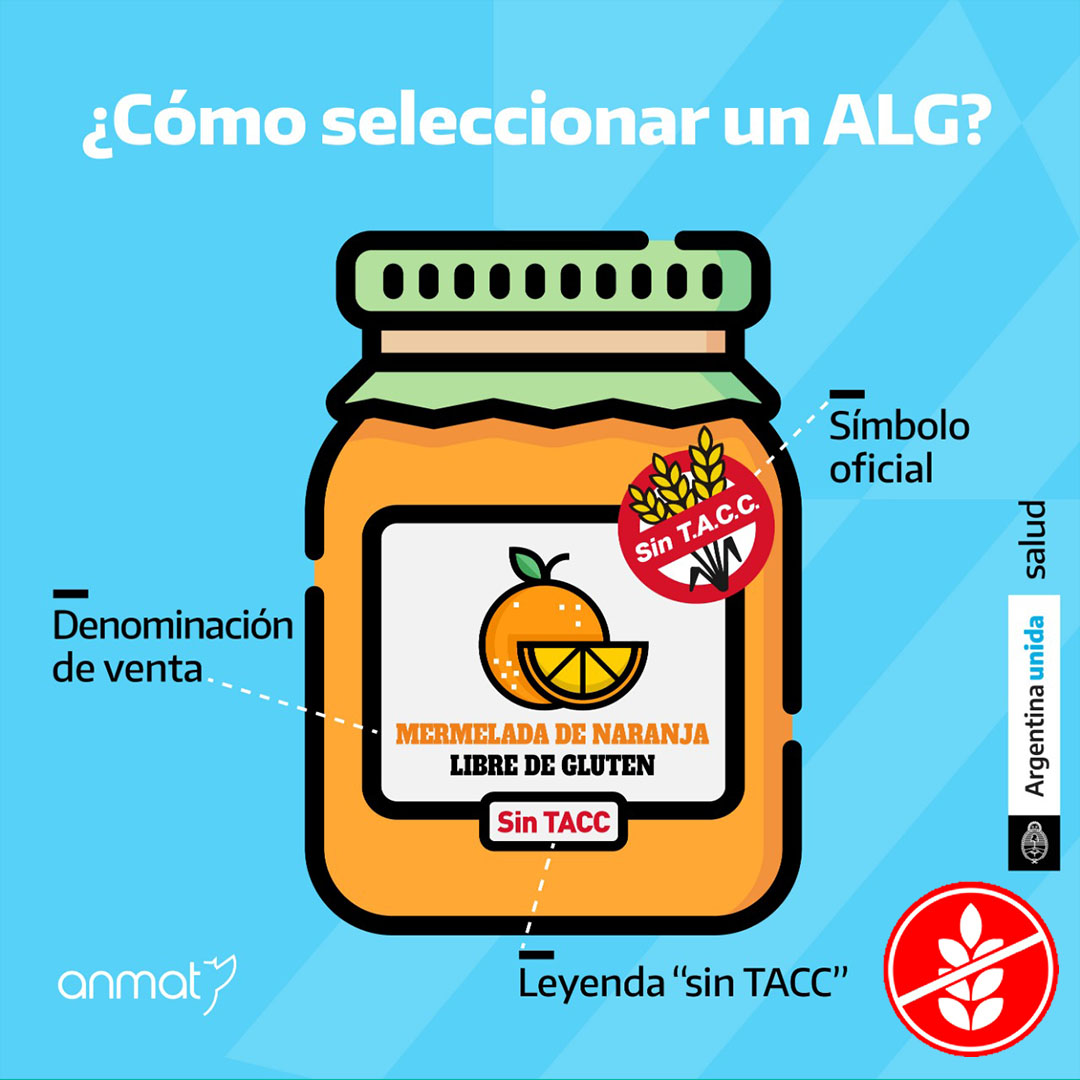 ¿Cómo seleccionar un ALG?
Símbolo
oficial
Sin T.A.C.C.
salud
Argentina unida
Denominación
de venta
MERMELADA DE NARANJA
LIBRE DE GLUTEN
Sin TACC
Leyenda “sin TACC”
anmat